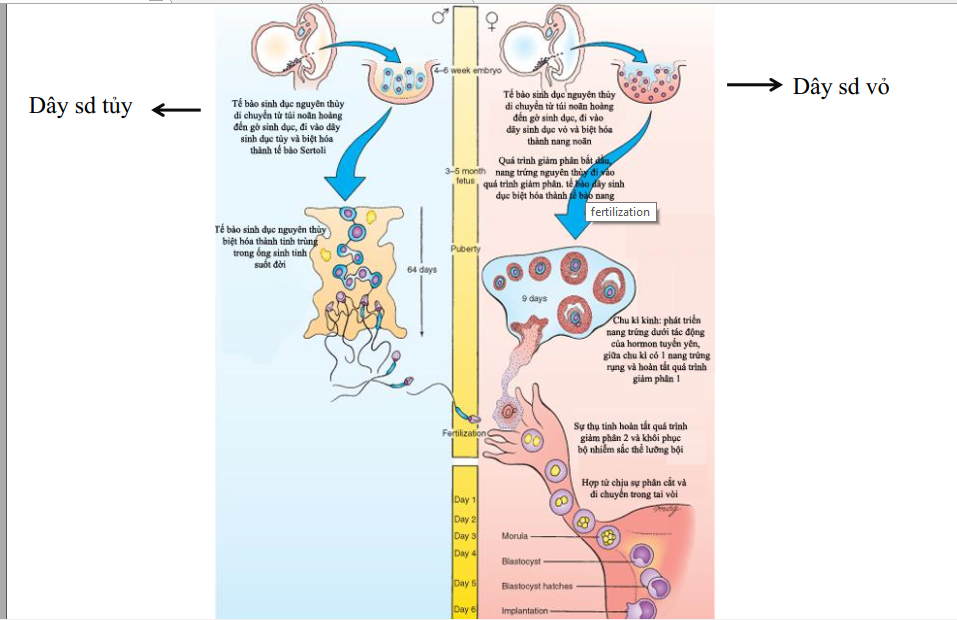 ♂
♀
4–6 week embryo
Dây sd tủy
Dây sd vỏ
Tế bào sinh dục nguyên thủy
di chuyển từ túi noãn hoàng
đến gờ sinh dục, đi vào dây
sinh dục tủy và biệt hóa
thành tế bào Sertoli
Tế bào sinh dục nguyên thủy
di chuyển từ túi noãn hoàng
đến gờ sinh dục, đi vào
dây sinh dục vỏ và biệt hóa
thành nang noãn
3–5 month
fetus
Quá trình giảm phân bắt đầu,
nang trứng nguyên thủy đi vào
quá trình giảm phân. tế bào dây sinh
dục biệt hóa thành tế bào nang
fertilization
Tế bào sinh dục nguyên thủy
biệt hóa thành tinh trùng
trong ống sinh tinh
suốt đời
Puberty
64 days
9 days
Chu kì kinh: phát triển
nang trứng dưới tác động
của hormon tuyến yên,
giữa chu kì có 1 nang trứng
rụng và hoàn tất quá trình
giảm phân 1
Fertilization
Sự thụ tinh hoàn tất quá trình
giảm phân 2 và khôi phục
bộ nhiễm sắc thể lưỡng bội
Hợp tử chịu sự phân cắt và
di chuyển trong tai vòi
Day 1
Day 2
Day 3
Day 4
Day 5
Day 6
Morula
Blastocyst
Blastocyst hatches
Implantation